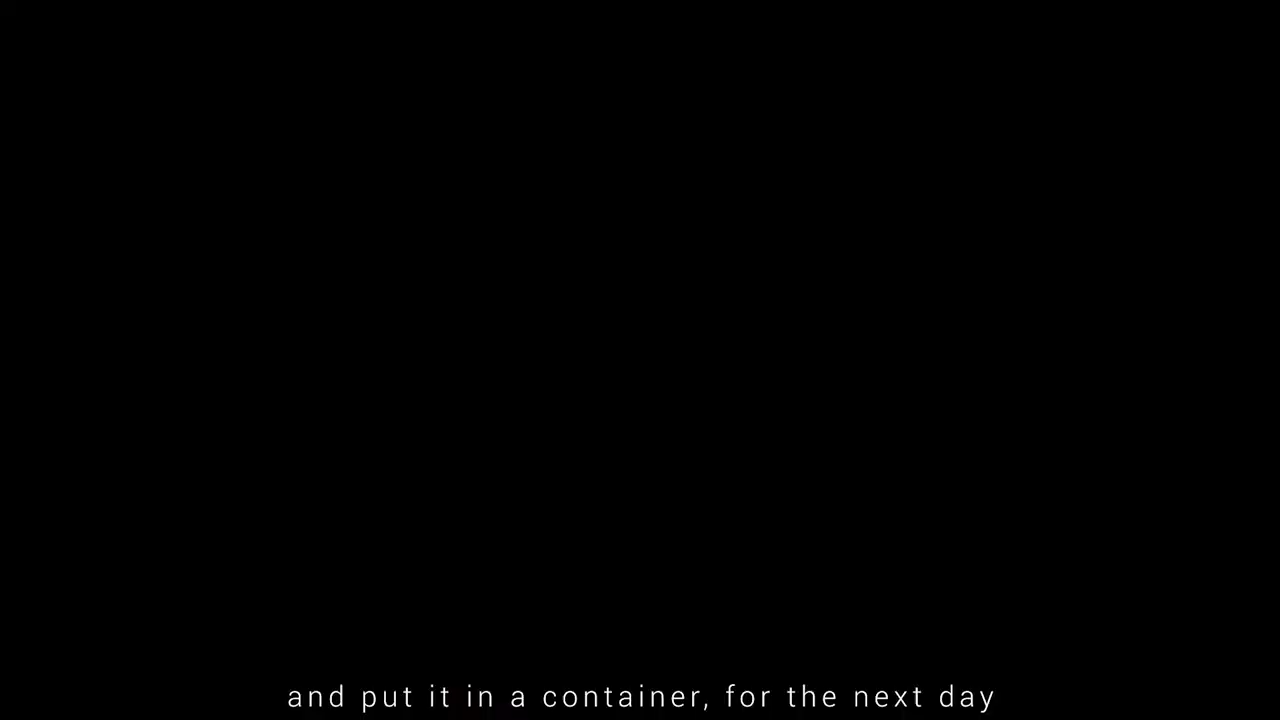 and put it in a container, for the next day